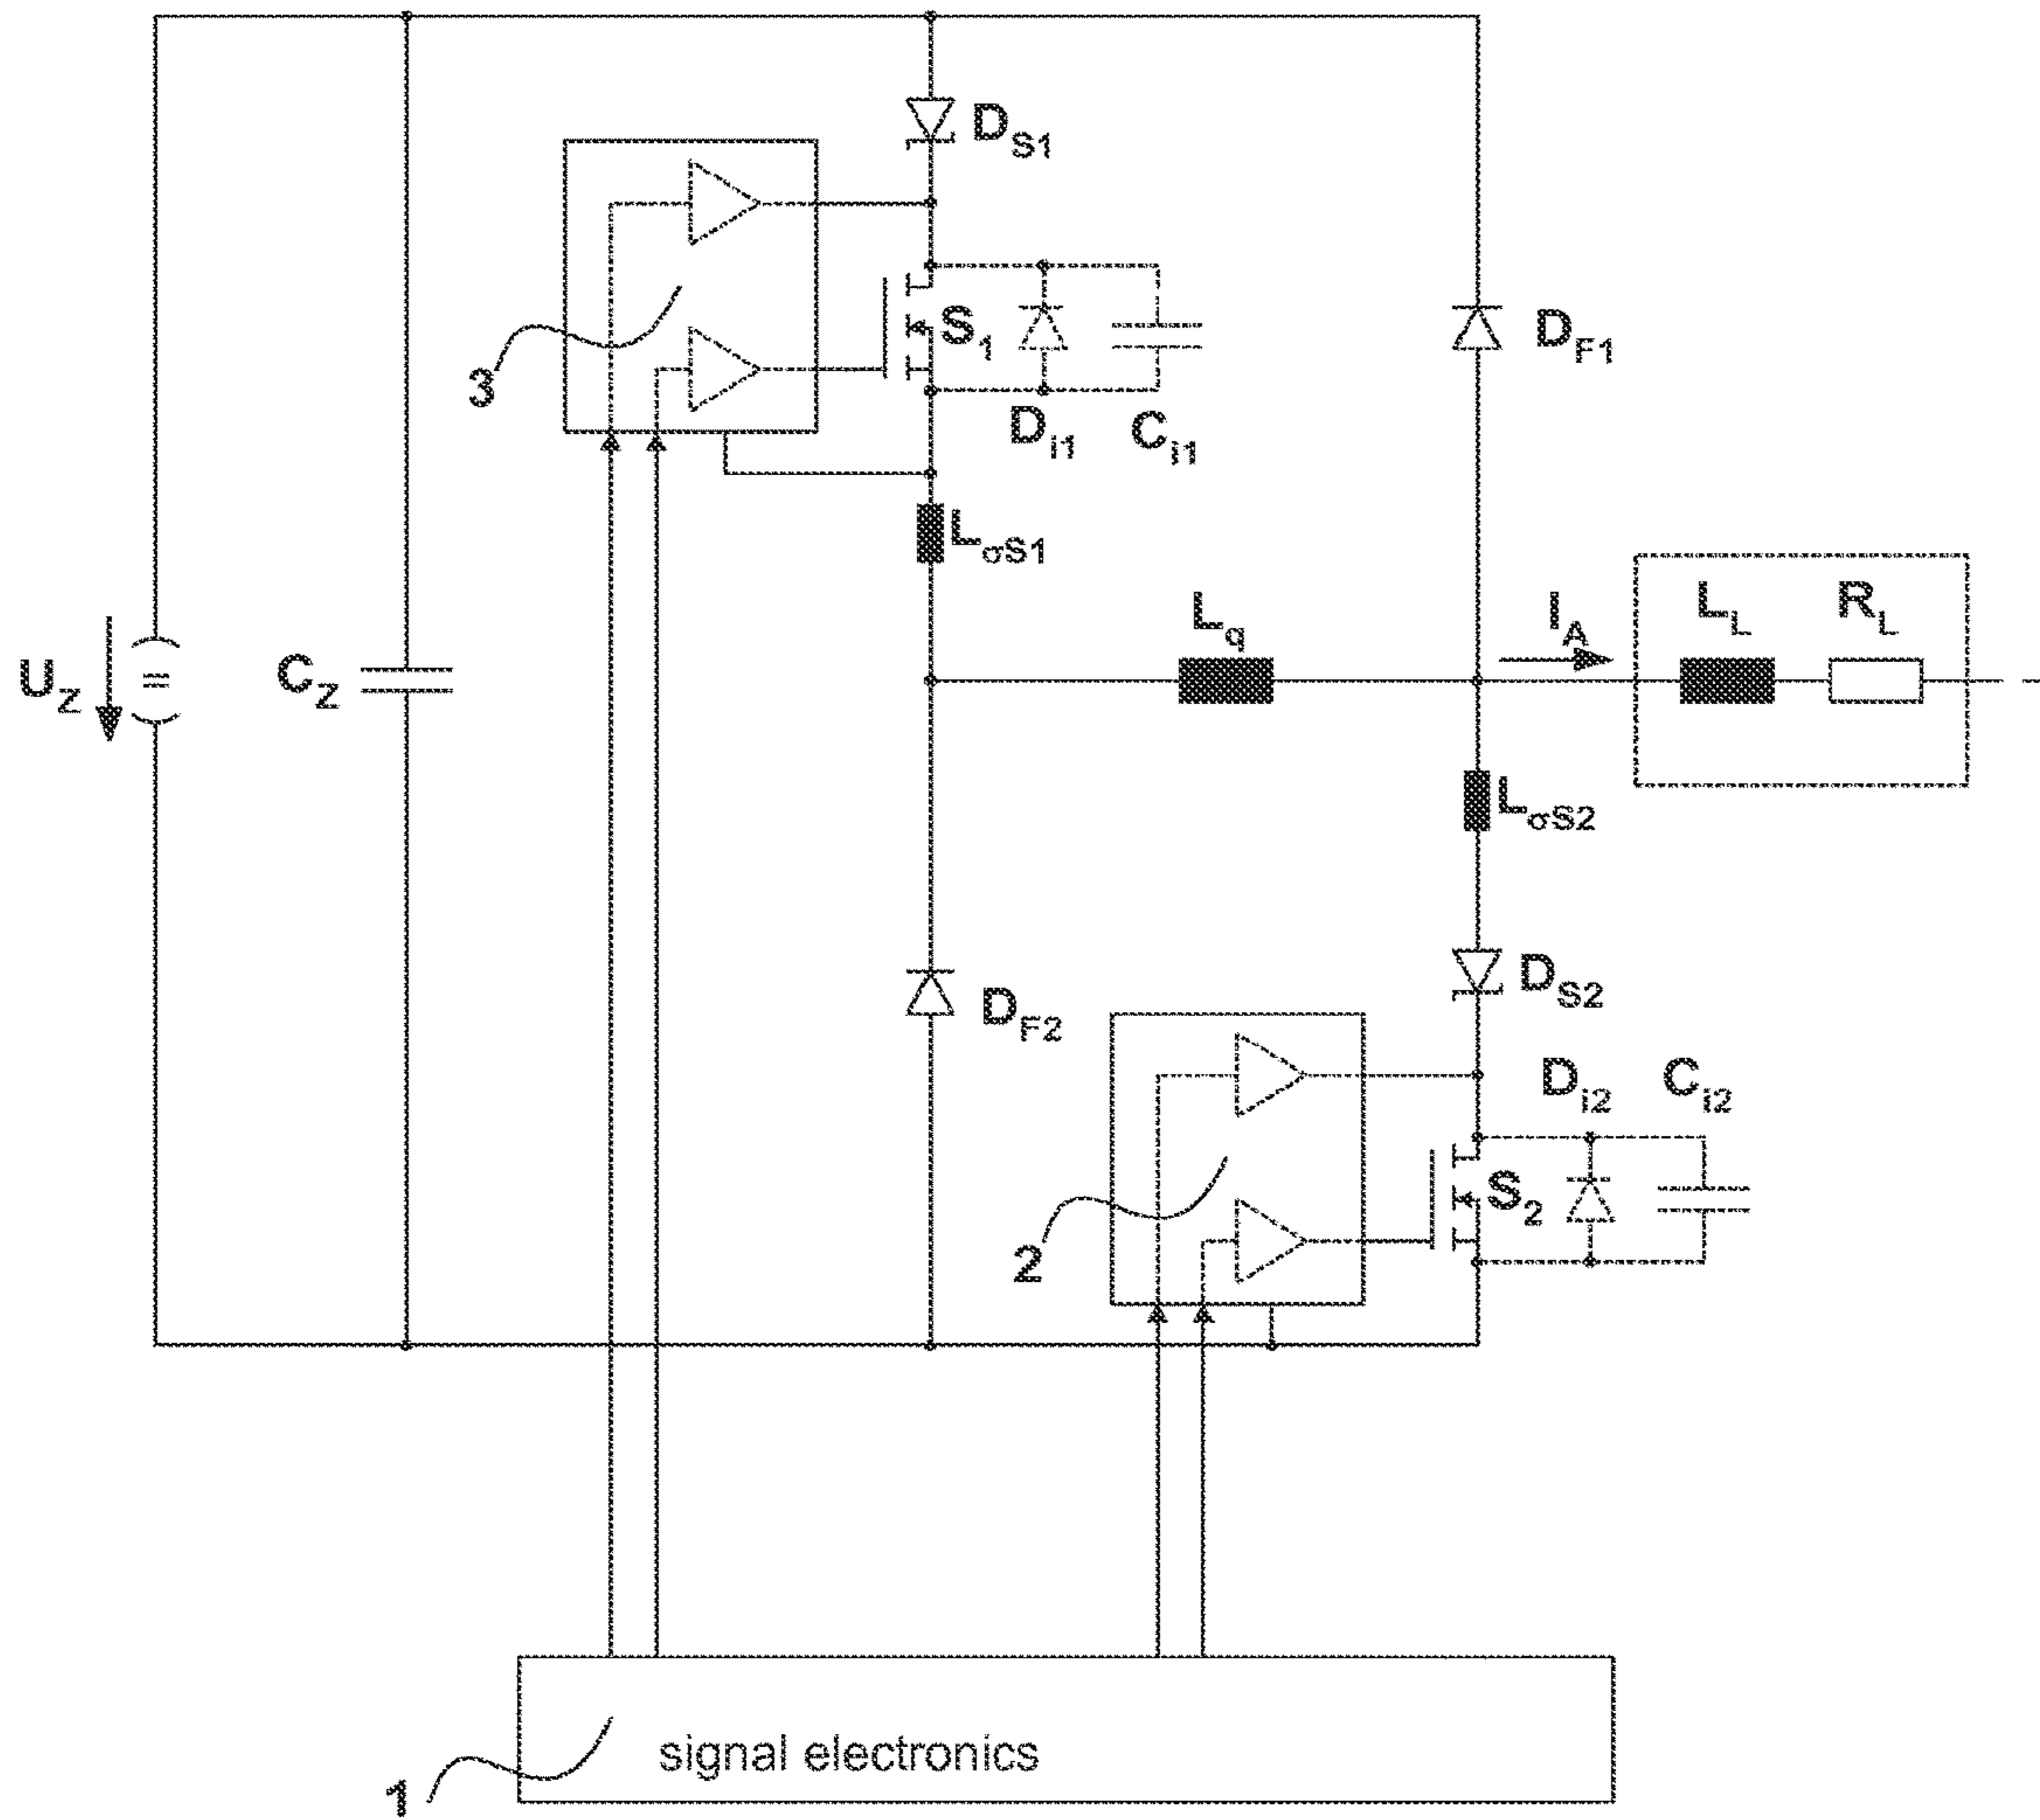 D_S1
S_1
3
D_F1
D_i1 C_i1
L_σS1
L_q
I_A
L_L R_L
U_Z
=
C_Z
L_σS2
D_S2
D_F2
D_i2 C_i2
S_2
2
signal electronics
1